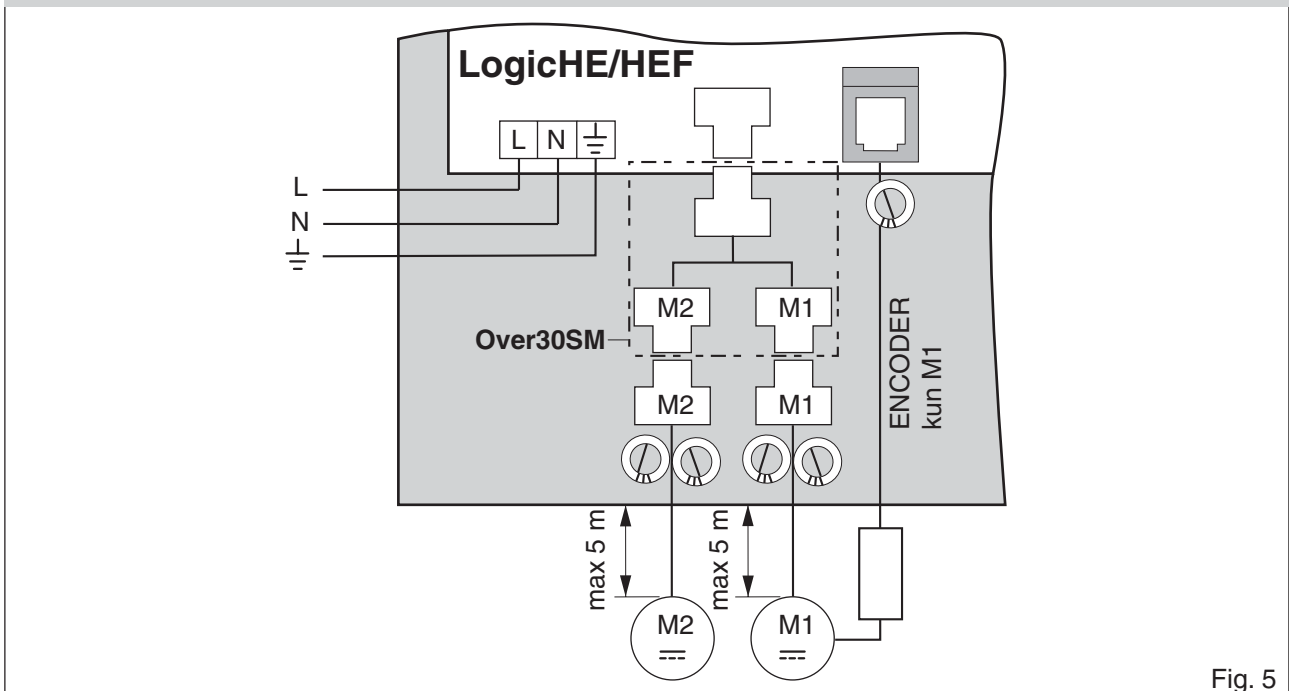 LogicHE/HEF
L N
L
N
M2 M1
Over30SM
M2 M1
ENCODER
kun M1
max 5 m
max 5 m
M2
M1
Fig. 5